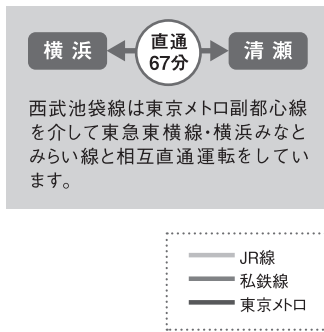 横浜 直通 67分 清瀬
西武池袋線は東京メトロ副都心線
を介して東急東横線・横浜みなと
みらい線と相互直通運転をしてい
ます。
JR線
私鉄線
東京メトロ